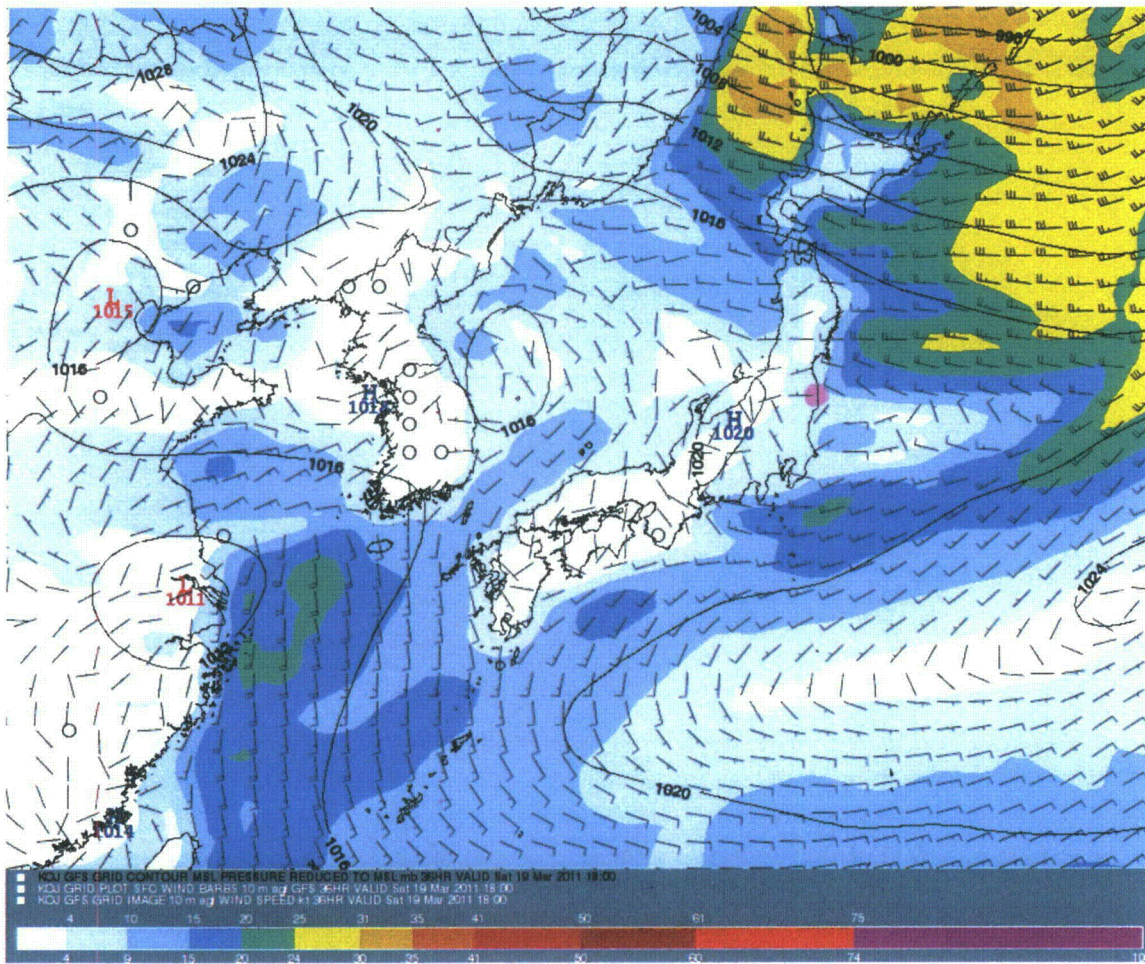 1004
996
1028
1000
1008
1020
1012
1024
1016
L
1015
1016
H
H
1020
1016
1020
1016
1024
L
1011
1020
1014
1016
KOJ GFS GRID CONTOUR MSL PRESSURE REDUCED TO MSL mb 36HR VALID Sat 19 Mar 2011 18:00
KOJ GRID PLOT SFC WIND BARBS 10 m agl GFS 36HR VALID Sat 19 Mar 2011 18:00
KOJ GFS GRID IMAGE 10 m agl WIND SPEED kt 36HR VALID Sat 19 Mar 2011 18:00
4 10 15 20 25 31 35 41 50 61 75
4 9 15 20 24 30 35 41 50 60 74